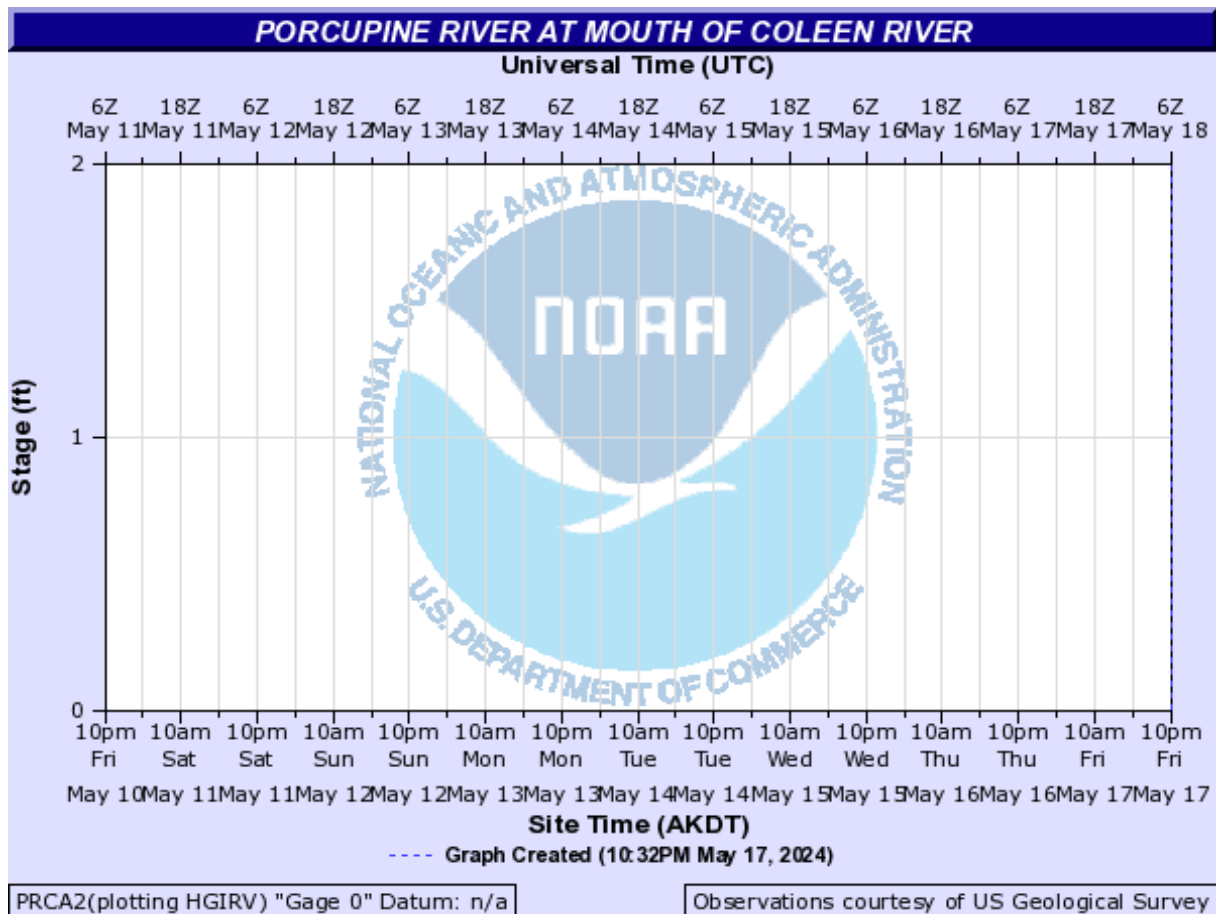 PORCUPINE RIVER AT MOUTH OF COLEEN RIVER
Universal Time (UTC)
6Z 18Z 6Z 18Z 6Z 18Z 6Z 18Z 6Z 18Z 6Z 18Z 6Z 18Z 6Z
May 11 May 11 May 12 May 12 May 13 May 13 May 14 May 14 May 15 May 15 May 16 May 16 May 17 May 17 May 18
2
NATIONAL OCEANIC AND ATMOSPHERIC ADMINISTRATION
NOAA
Stage (ft)
1
U.S. DEPARTMENT OF COMMERCE
0
10pm 10am 10pm 10am 10pm 10am 10pm 10am 10pm 10am 10pm 10am 10pm 10am 10pm
Fri Sat Sat Sun Sun Mon Mon Tue Tue Wed Wed Thu Thu Fri Fri
May 10 May 11 May 11 May 12 May 12 May 13 May 13 May 14 May 14 May 15 May 15 May 16 May 16 May 17 May 17
Site Time (AKDT)
---- Graph Created (10:32PM May 17, 2024)
PRCA2(plotting HGIRV) "Gage 0" Datum: n/a
Observations courtesy of US Geological Survey